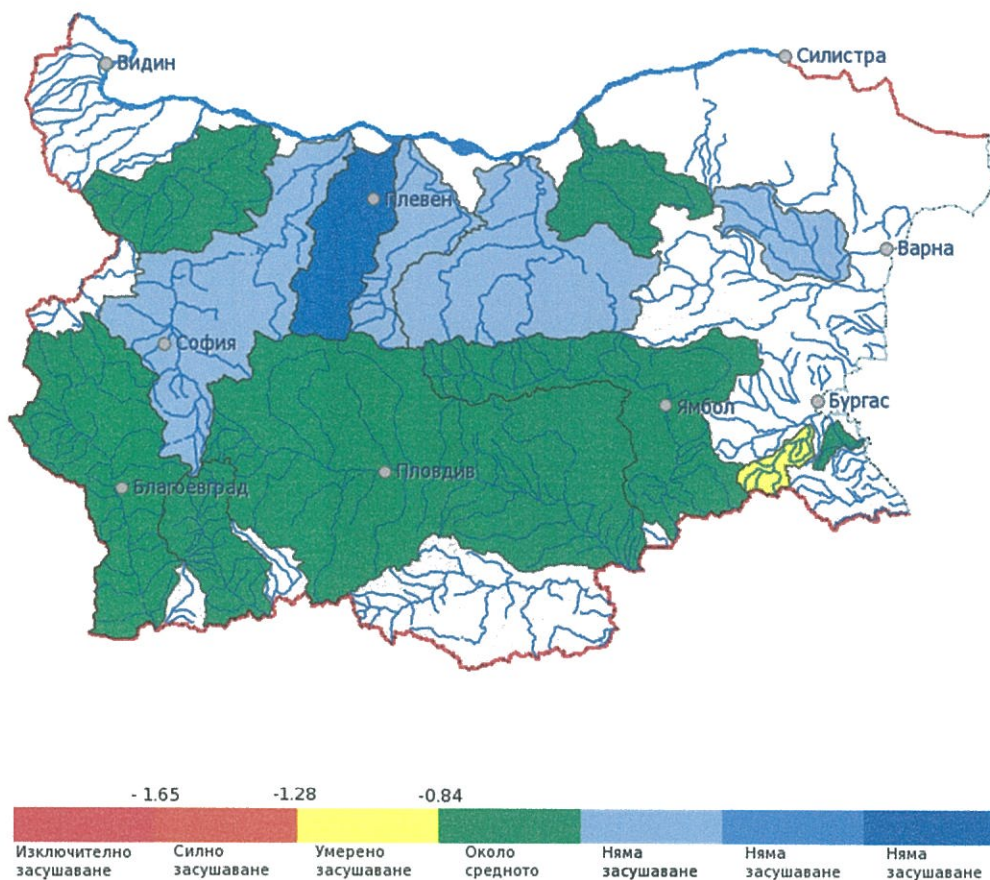 Видин
Силистра
Плевен
Варна
София
Бургас
Ямбол
Пловдив
Благоевград
- 1.65 -1.28 -0.84
Изключително засушаване
Силно засушаване
Умерено засушаване
Около средното
Няма засушаване
Няма засушаване
Няма засушаване